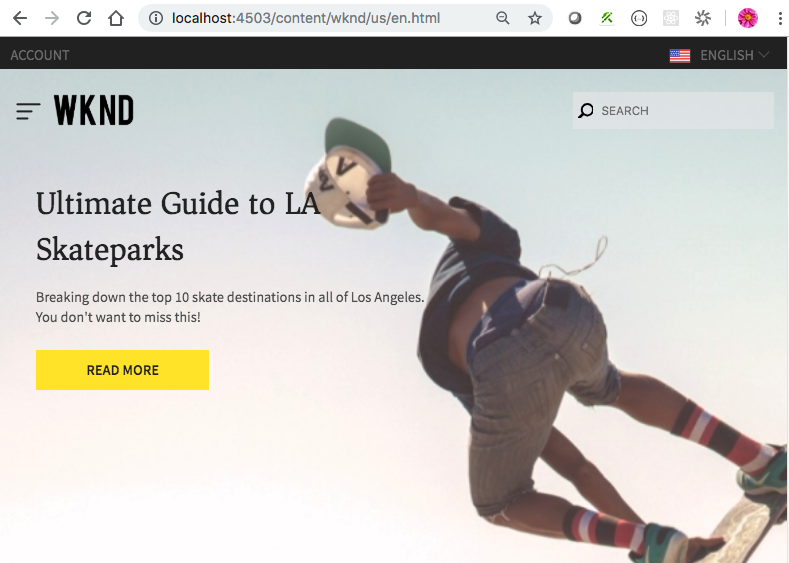 localhost:4503/content/wknd/us/en.html
ACCOUNT
ENGLISH
WKND
SEARCH
Ultimate Guide to LA
Skateparks
Breaking down the top 10 skate destinations in all of Los Angeles.
You don't want to miss this!
READ MORE